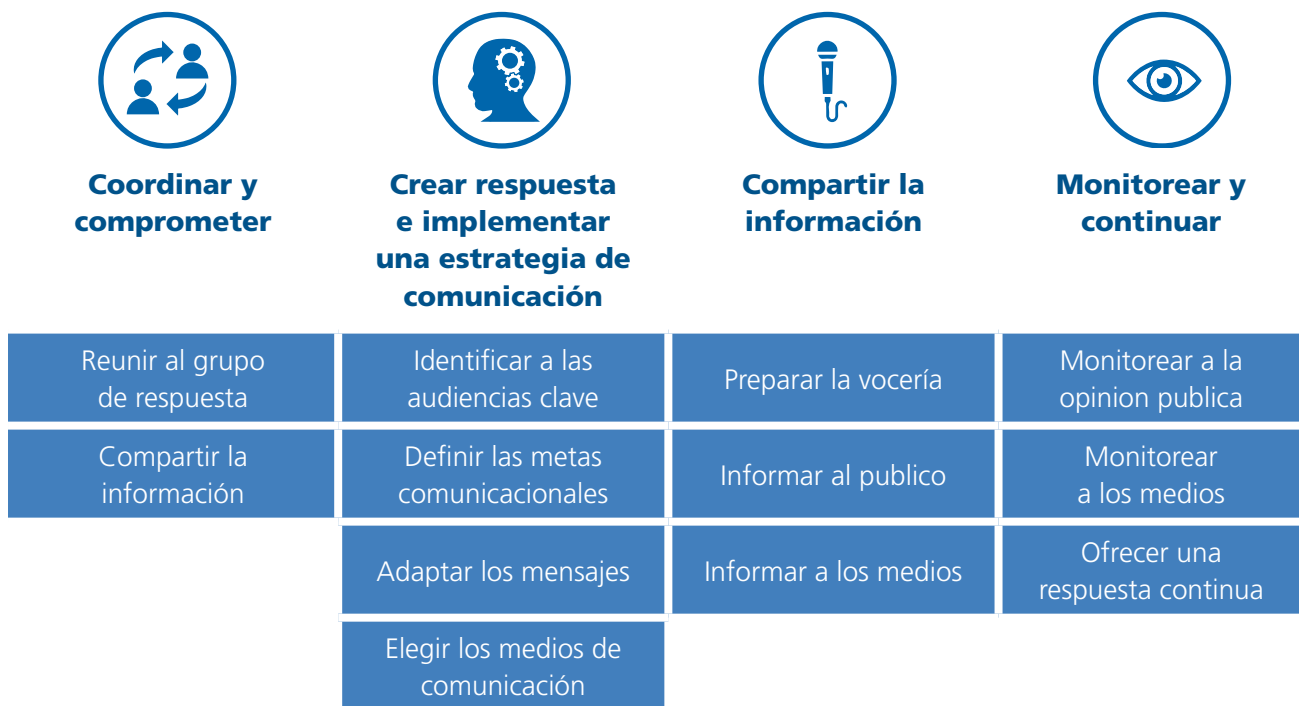 Coordinar y
comprometer
Crear respuesta
e implementar
una estrategia de
comunicación
Compartir la
información
Monitorear y
continuar
Reunir al grupo
de respuesta
Identificar a las
audiencias clave
Preparar la vocería
Monitorear a la
opinion publica
Compartir la
información
Definir las metas
comunicacionales
Informar al publico
Monitorear
a los medios
Adaptar los mensajes
Informar a los medios
Ofrecer una
respuesta continua
Elegir los medios de
comunicación